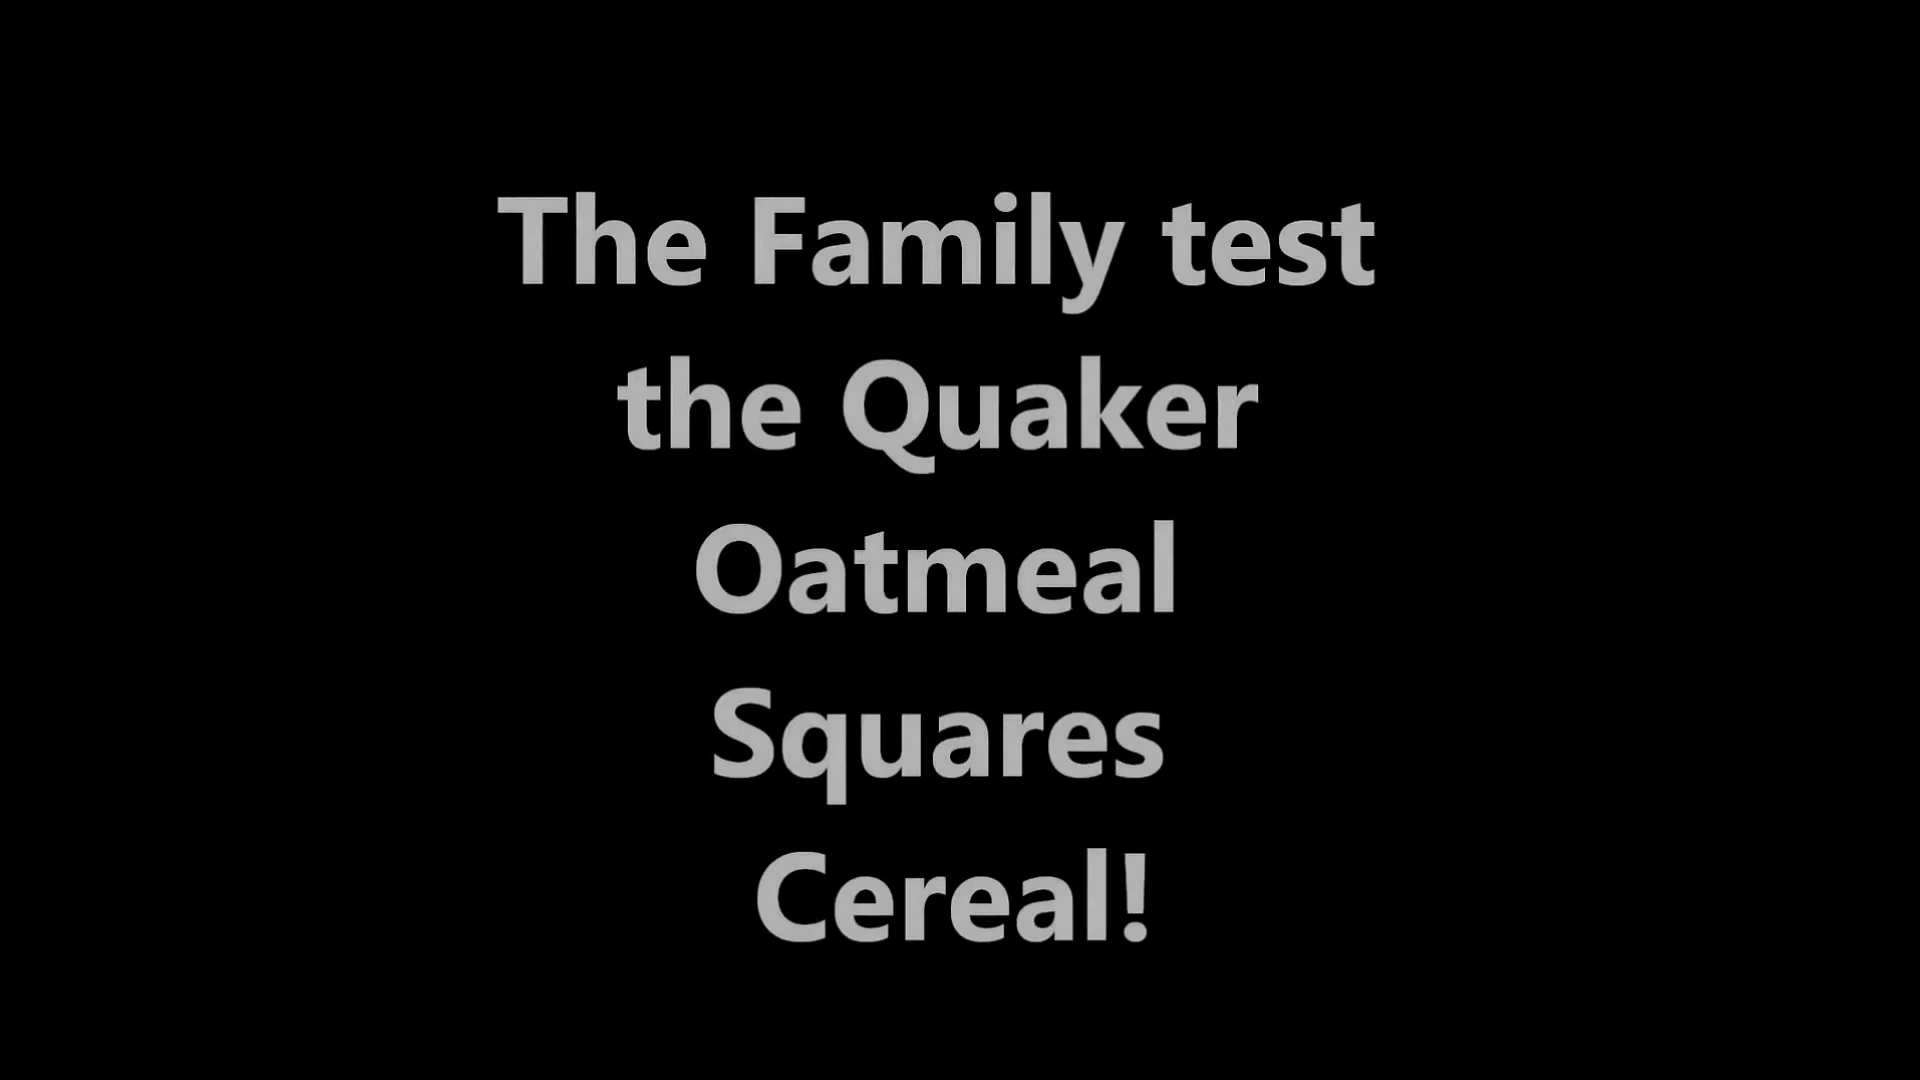 The Family test
the Quaker
Oatmeal
Squares
Cereal!